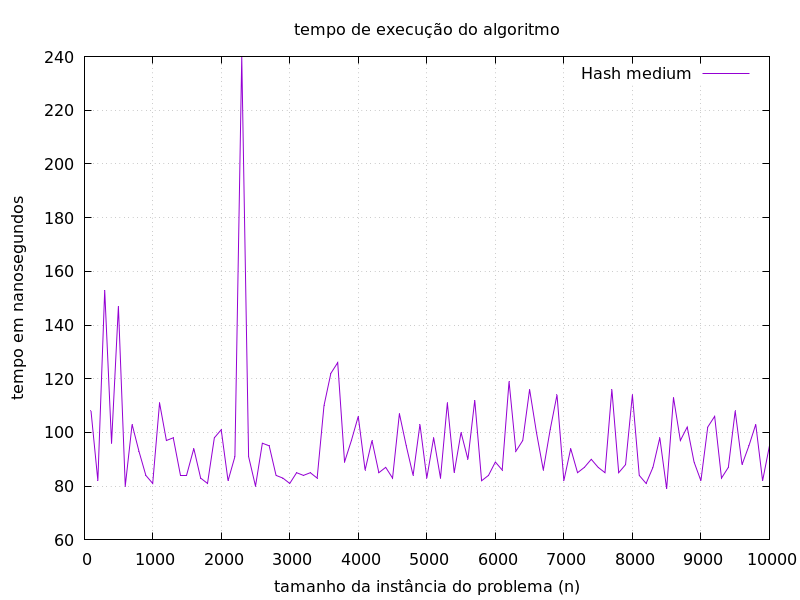 tempo de execução do algoritmo
Hash medium
240
220
200
180
160
140
120
100
80
60
tempo em nanosegundos
0 1000 2000 3000 4000 5000 6000 7000 8000 9000 10000
tamanho da instância do problema (n)